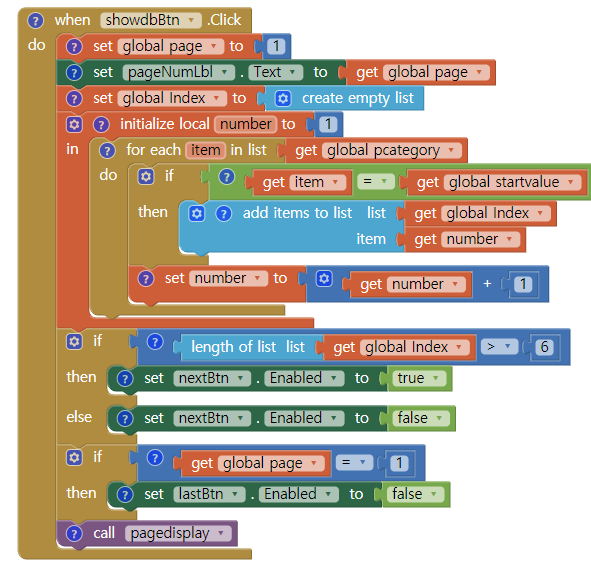 when showdbBtn .Click
do set global page to 1
set pageNumLbl . Text to get global page
set global Index to create empty list
initialize local number to 1
in for each item in list get global pcategory
do if get item = get global startvalue
then add items to list list get global Index
item get number
set number to get number + 1
if length of list list get global Index > 6
then set nextBtn . Enabled to true
else set nextBtn . Enabled to false
if get global page = 1
then set lastBtn . Enabled to false
call pagedisplay